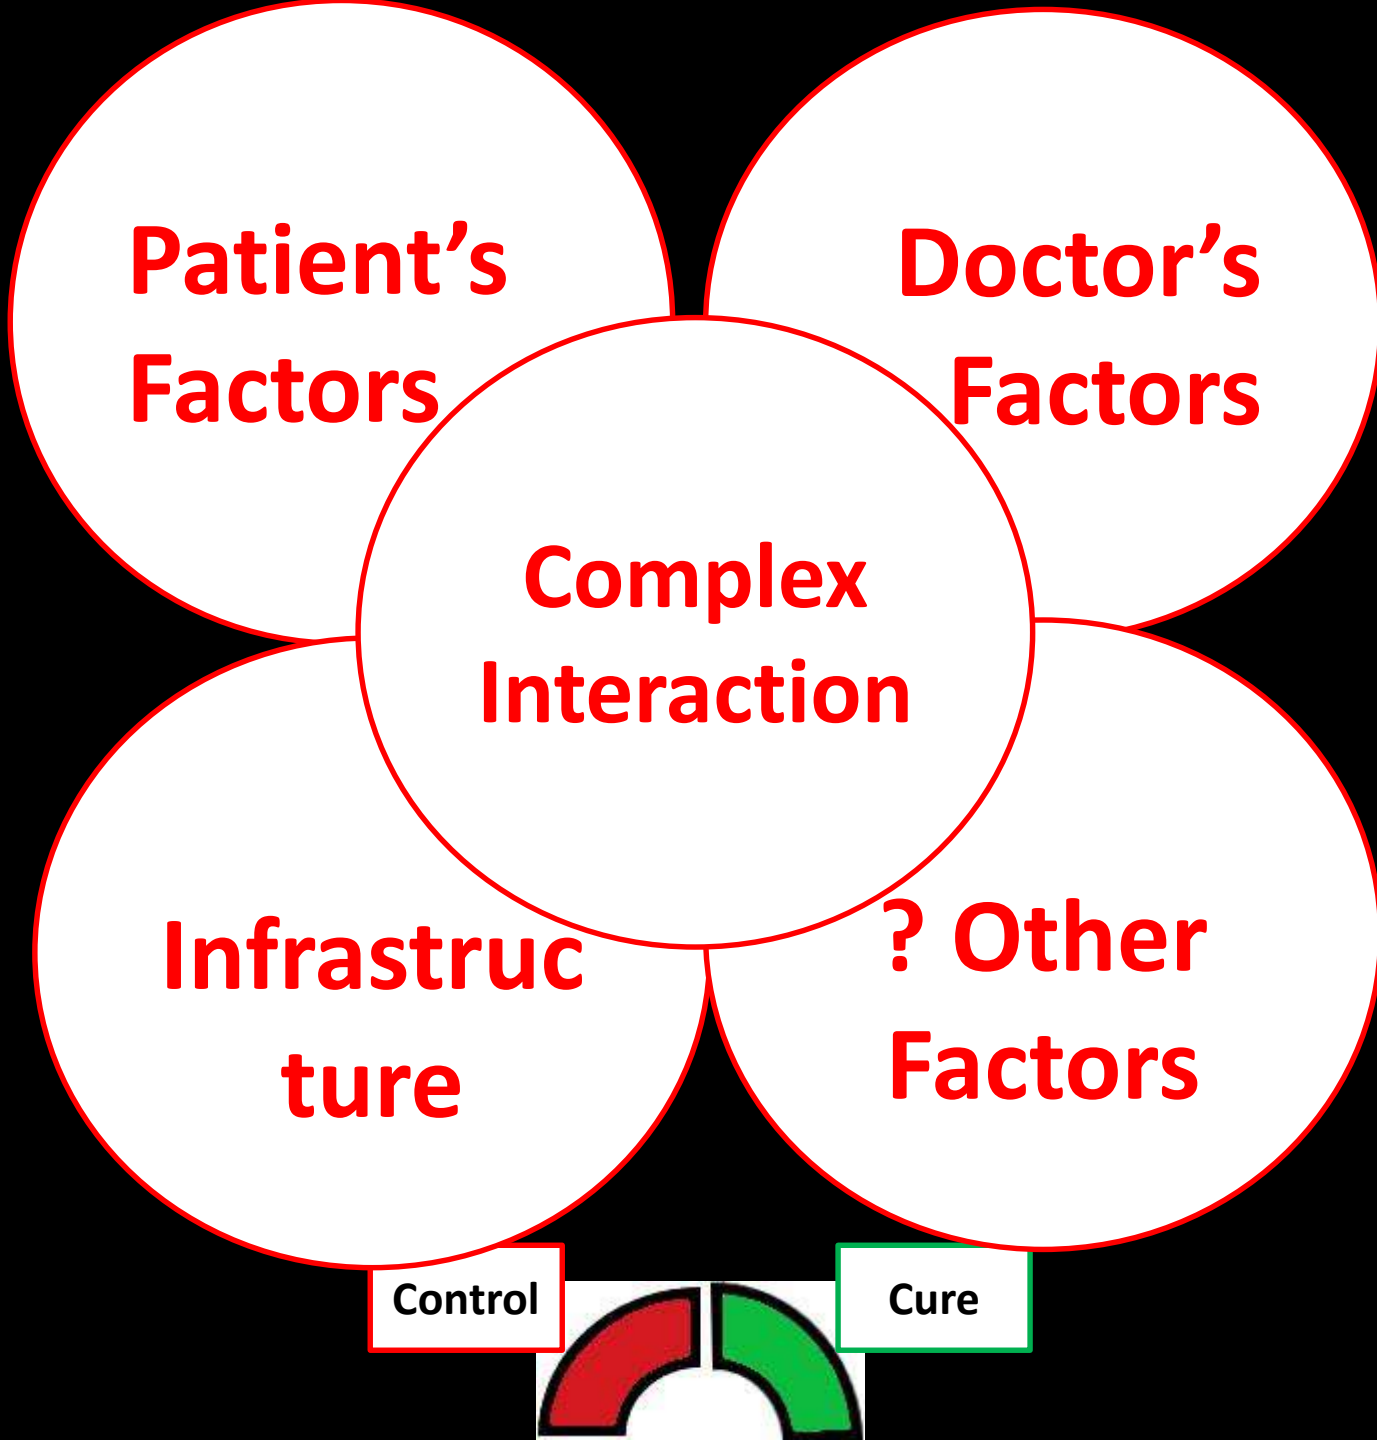 Patient’s
Factors
Doctor’s
Factors
Complex
Interaction
Infrastruc
ture
? Other
Factors
Control
Cure